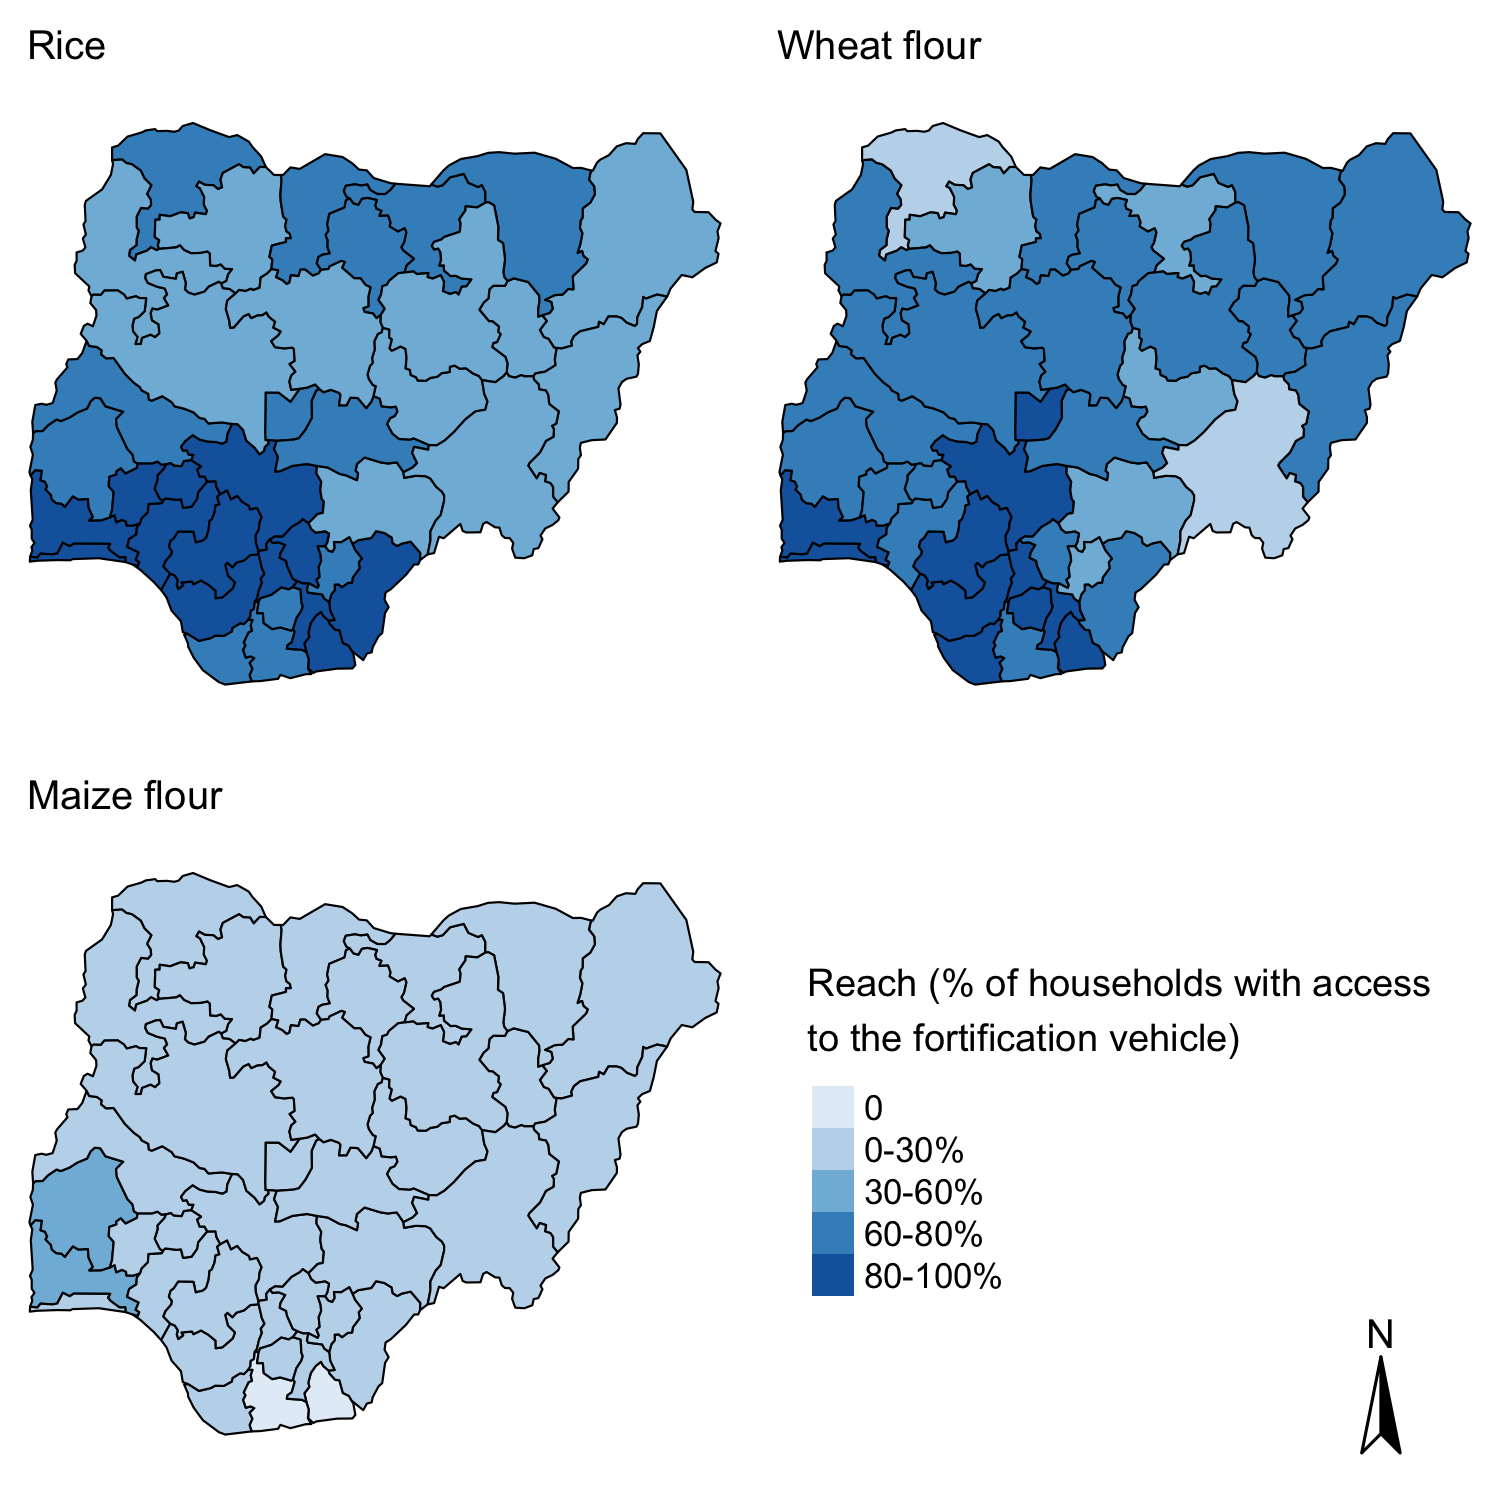 Rice
Wheat flour
Maize flour
Reach (% of households with access
to the fortification vehicle)
0
0-30%
30-60%
60-80%
80-100%
N